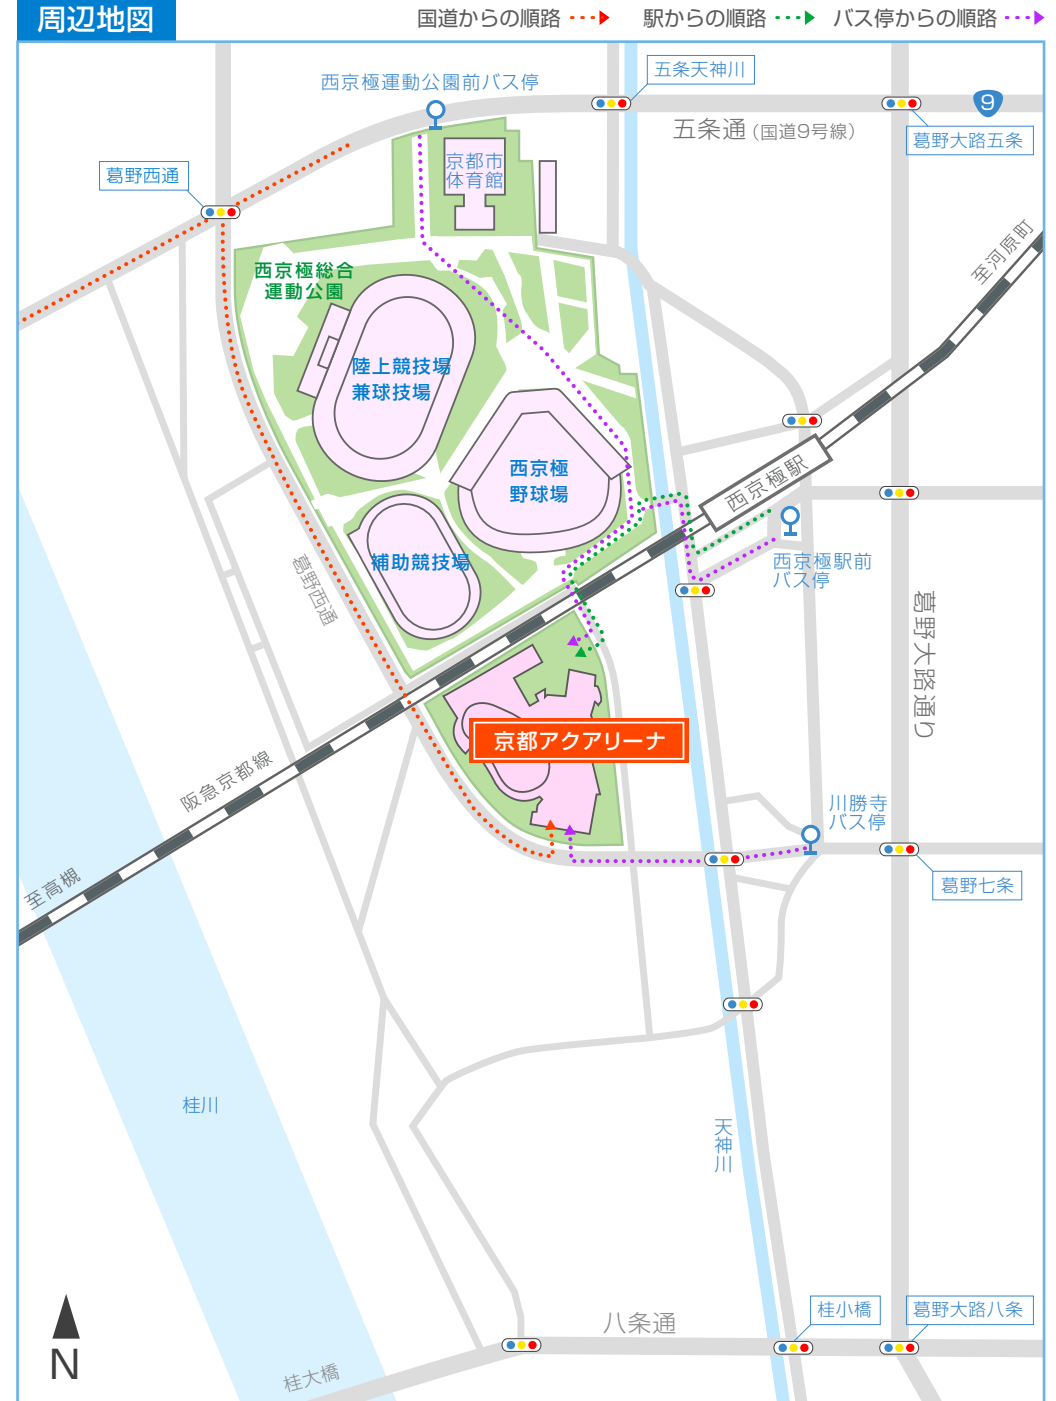 周辺地図
国道からの順路
駅からの順路
バス停からの順路
西京極運動公園前バス停
五条天神川
9
五条通（国道9号線）
葛野大路五条
京都市
体育館
葛野西通
至河原町
西京極総合
運動公園
陸上競技場
兼球技場
西京極
野球場
西京極駅
補助競技場
葛野西通
西京極駅前
バス停
葛野大路通り
京都アクアリーナ
阪急京都線
川勝寺
バス停
至高槻
葛野七条
桂川
天神川
桂小橋
葛野大路八条
八条通
N
桂大橋